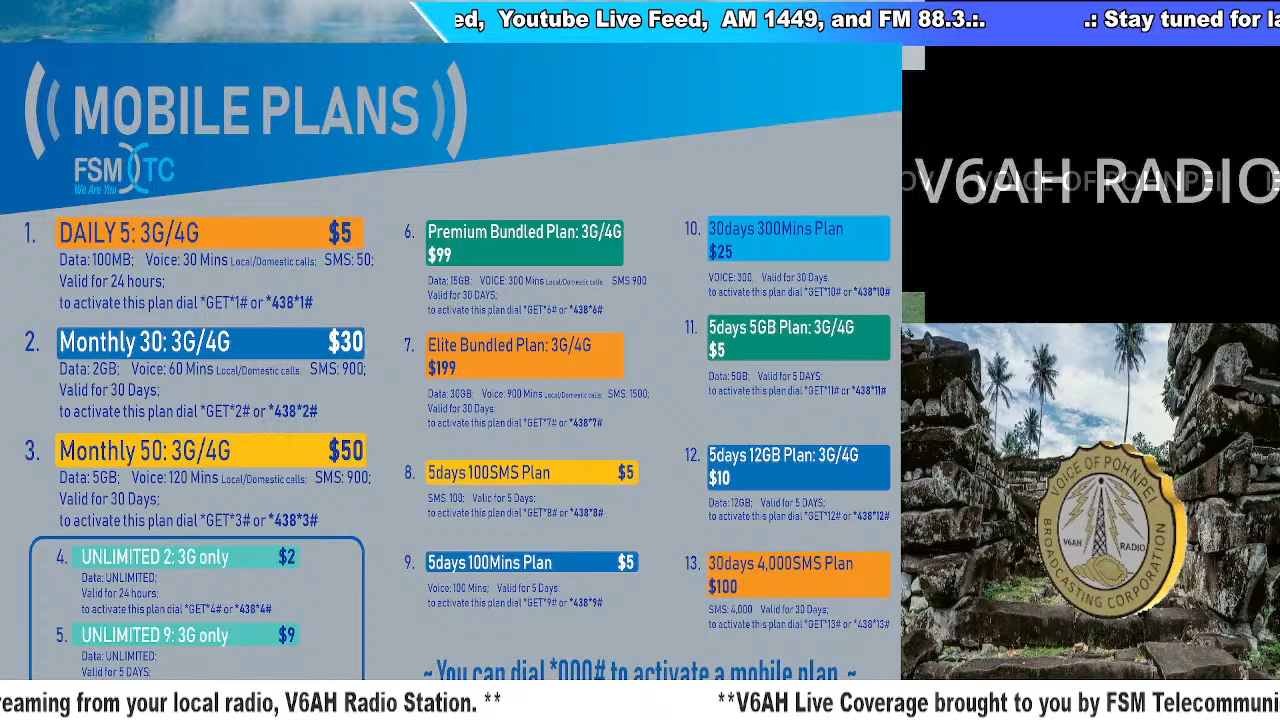 ed, Youtube Live Feed, AM 1449, and FM 88.3.:. .: Stay tuned for la
MOBILE PLANS
FSM TC
We Are You
1. DAILY 5: 3G/4G $5
Data: 100MB; Voice: 30 Mins Local/Domestic calls; SMS: 50;
Valid for 24 hours;
to activate this plan dial *GET*1# or *438*1#
2. Monthly 30: 3G/4G $30
Data: 2GB; Voice: 60 Mins Local/Domestic calls. SMS: 900;
Valid for 30 Days;
to activate this plan dial *GET*2# or *438*2#
3. Monthly 50: 3G/4G $50
Data: 5GB; Voice: 120 Mins Local/Domestic calls; SMS: 900;
Valid for 30 Days;
to activate this plan dial *GET*3# or *438*3#
4. UNLIMITED 2: 3G only $2
Data: UNLIMITED;
Valid for 24 hours;
to activate this plan dial *GET*4# or *438*4#
5. UNLIMITED 9: 3G only $9
Data: UNLIMITED;
Valid for 5 DAYS;
6. Premium Bundled Plan: 3G/4G
$99
Data: 15GB; VOICE: 300 Mins Local/Domestic calls. SMS 900
Valid for 30 DAYS;
to activate this plan dial *GET*6# or *438*6#
7. Elite Bundled Plan: 3G/4G
$199
Data: 30GB; Voice: 900 Mins Local/Domestic calls; SMS: 1500;
Valid for 30 Days;
to activate this plan dial *GET*7# or *438*7#
8. 5days 100SMS Plan $5
SMS: 100; Valid for 5 Days;
to activate this plan dial *GET*8# or *438*8#
9. 5days 100Mins Plan $5
Voice: 100 Mins; Valid for 5 Days;
to activate this plan dial *GET*9# or *438*9#
10. 30days 300Mins Plan
$25
VOICE: 300 Valid for 30 Days.
to activate this plan dial *GET*10# or *438*10#
11. 5days 5GB Plan: 3G/4G
$5
Data: 5GB; Valid for 5 DAYS;
to activate this plan dial *GET*11# or *438*11#
12. 5days 12GB Plan: 3G/4G
$10
Data: 12GB; Valid for 5 DAYS;
to activate this plan dial *GET*12# or *438*12#
13. 30days 4,000SMS Plan
$100
SMS: 4,000 Valid for 30 Days;
to activate this plan dial *GET*13# or *438*13#
~ You can dial *000# to activate a mobile plan ~
V6AH RADIO
VOICE OF POHNPEI
VOICE OF POHNPEI
V6AH RADIO
BROADCASTING CORPORATION
reaming from your local radio, V6AH Radio Station. ** **V6AH Live Coverage brought to you by FSM Telecommuni